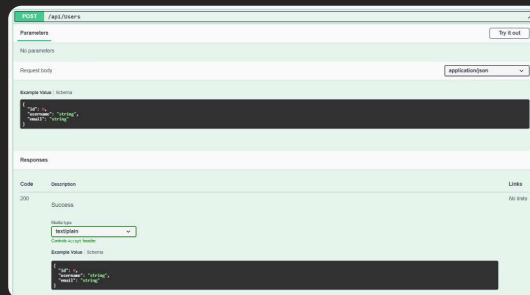 POST /api/Users
Parameters
Try it out
No parameters
Request body
application/json
Example Value | Schema
{
"id": 0,
"username": "string",
"email": "string"
}
Responses
Code Description Links
200 Success No links
Media type
text/plain
Controls Accept header.
Example Value | Schema
{
"id": 0,
"username": "string",
"email": "string"
}